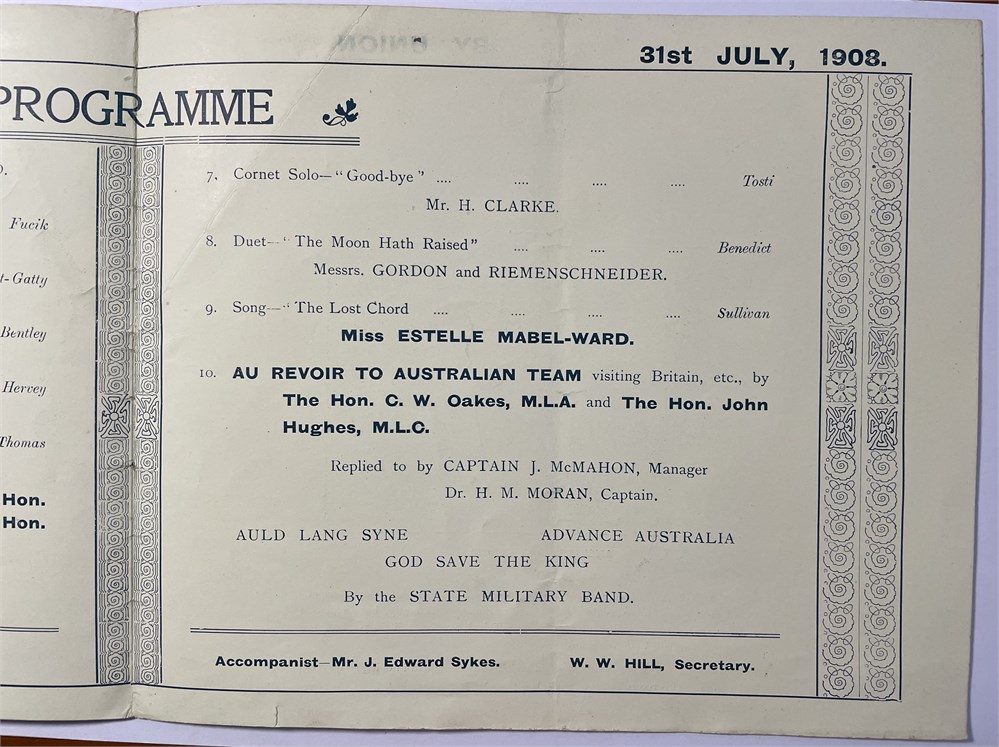 31st JULY, 1908.
PROGRAMME
Fucik
t-Gatty
Bentley
Hervey
Thomas
Hon.
Hon.
7. Cornet Solo—"Good-bye" .... .... .... .... Tosti
Mr. H. CLARKE.
8. Duet—"The Moon Hath Raised" .... .... .... Benedict
Messrs. GORDON and RIEMENSCHNEIDER.
9. Song—"The Lost Chord .... .... .... .... Sullivan
Miss ESTELLE MABEL-WARD.
10. AU REVOIR TO AUSTRALIAN TEAM visiting Britain, etc., by
The Hon. C. W. Oakes, M.L.A. and The Hon. John
Hughes, M.L.C.
Replied to by CAPTAIN J. McMAHON, Manager
Dr. H. M. MORAN, Captain.
AULD LANG SYNE ADVANCE AUSTRALIA
GOD SAVE THE KING
By the STATE MILITARY BAND.
Accompanist—Mr. J. Edward Sykes. W. W. HILL, Secretary.